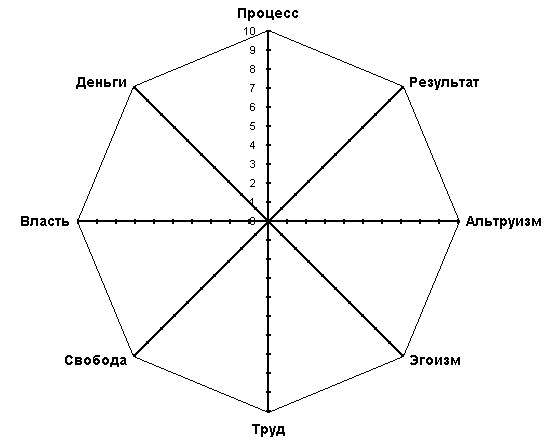 Процесс
10
9
8
7
6
5
4
3
2
1
0
Деньги
Результат
Власть
Альтруизм
Свобода
Эгоизм
Труд